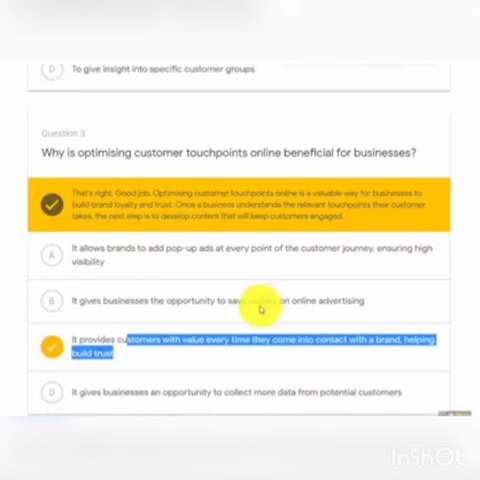 D To give insight into specific customer groups
Question 3
Why is optimising customer touchpoints online beneficial for businesses?
That's right. Good job. Optimising customer touchpoints online is a valuable way for businesses to
build brand loyalty and trust. Once a business understands the relevant touchpoints their customer
takes, the next step is to develop content that will keep customers engaged.
A It allows brands to add pop-up ads at every point of the customer journey, ensuring high
visibility
B It gives businesses the opportunity to save money on online advertising
It provides customers with value every time they come into contact with a brand, helping
build trust
D It gives businesses an opportunity to collect more data from potential customers
InShOt